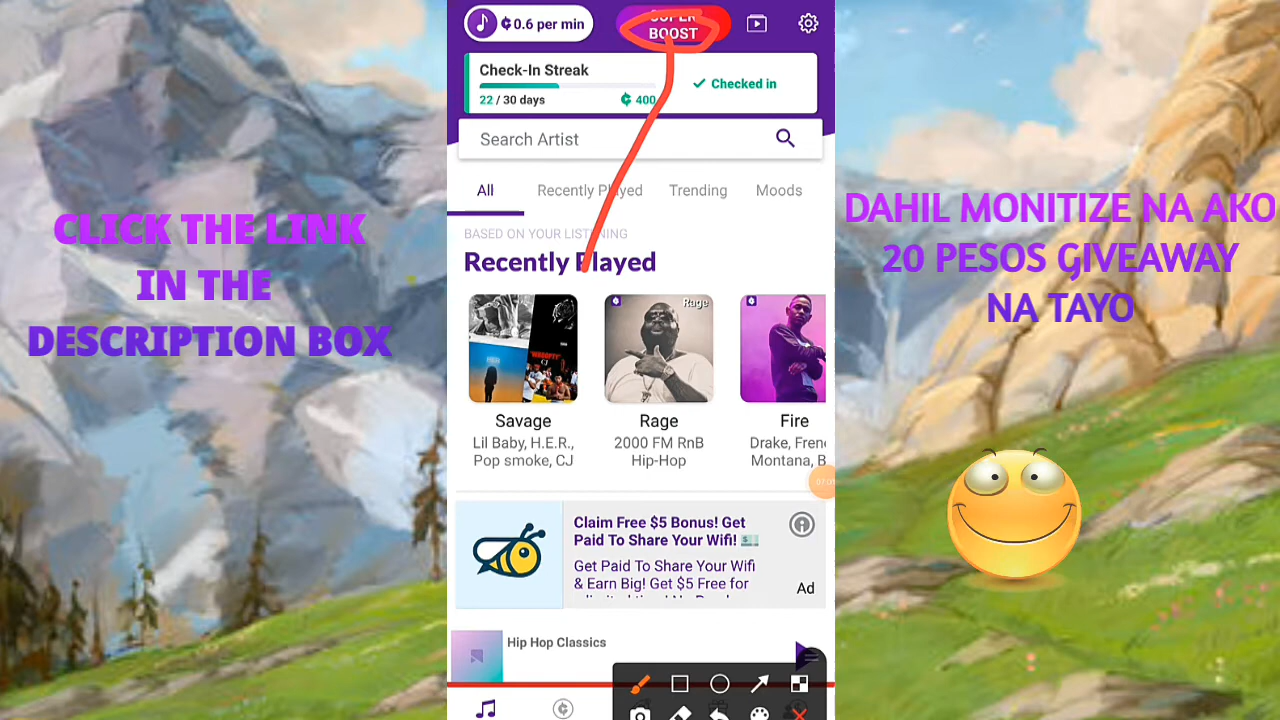 0.6 per min
SUPER
BOOST
Check-In Streak
22 / 30 days
400
Checked in
Search Artist
All
Recently Played
Trending
Moods
BASED ON YOUR LISTENING
Recently Played
Rage
Savage
Lil Baby, H.E.R.,
Pop smoke, CJ
Rage
2000 FM RnB
Hip-Hop
Fire
Drake, Fren
Montana, B
Claim Free $5 Bonus! Get
Paid To Share Your Wifi!
Get Paid To Share Your Wifi
& Earn Big! Get $5 Free for
Ad
Hip Hop Classics
CLICK THE LINK
IN THE
DESCRIPTION BOX
DAHIL MONITIZE NA AKO
20 PESOS GIVEAWAY
NA TAYO